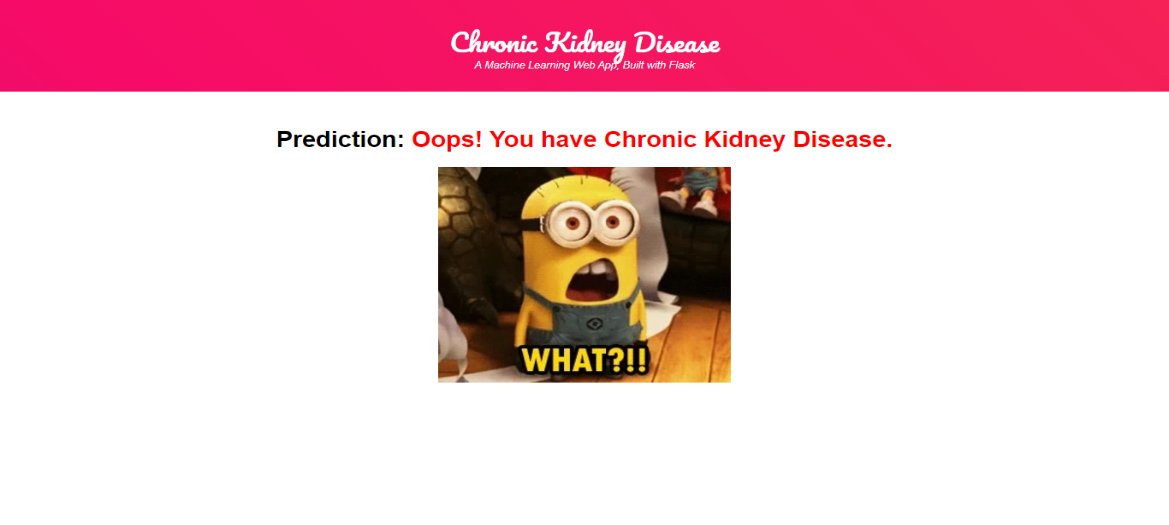 Chronic Kidney Disease
A Machine Learning Web App, Built with Flask
Prediction: Oops! You have Chronic Kidney Disease.
WHAT?!!